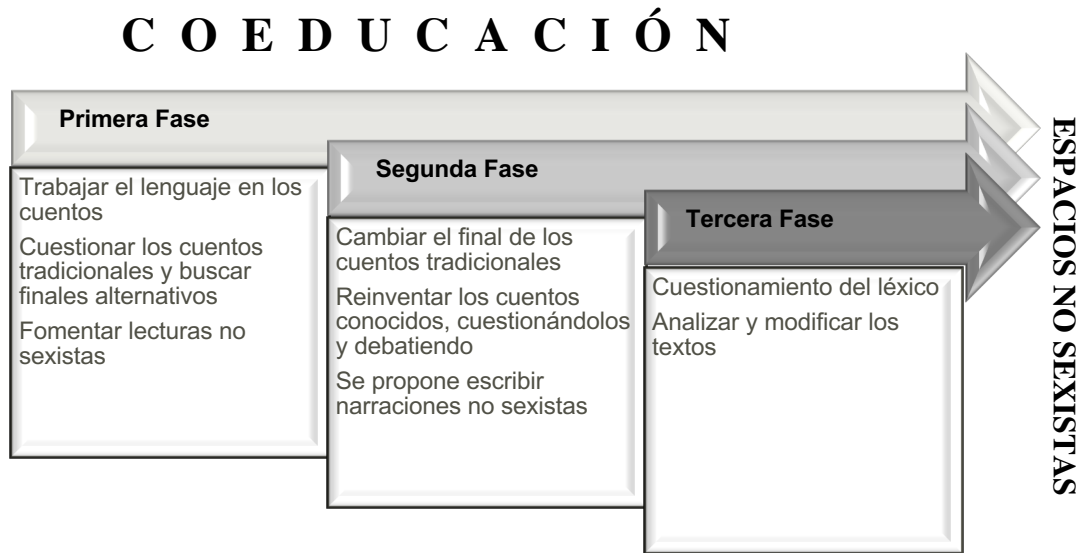 COEDUCACIÓN
Primera Fase
Trabajar el lenguaje en los
cuentos
Cuestionar los cuentos
tradicionales y buscar
finales alternativos
Fomentar lecturas no
sexistas
Segunda Fase
Cambiar el final de los
cuentos tradicionales
Reinventar los cuentos
conocidos, cuestionándolos
y debatiendo
Se propone escribir
narraciones no sexistas
Tercera Fase
Cuestionamiento del léxico
Analizar y modificar los
textos
ESPACIOS NO SEXISTAS